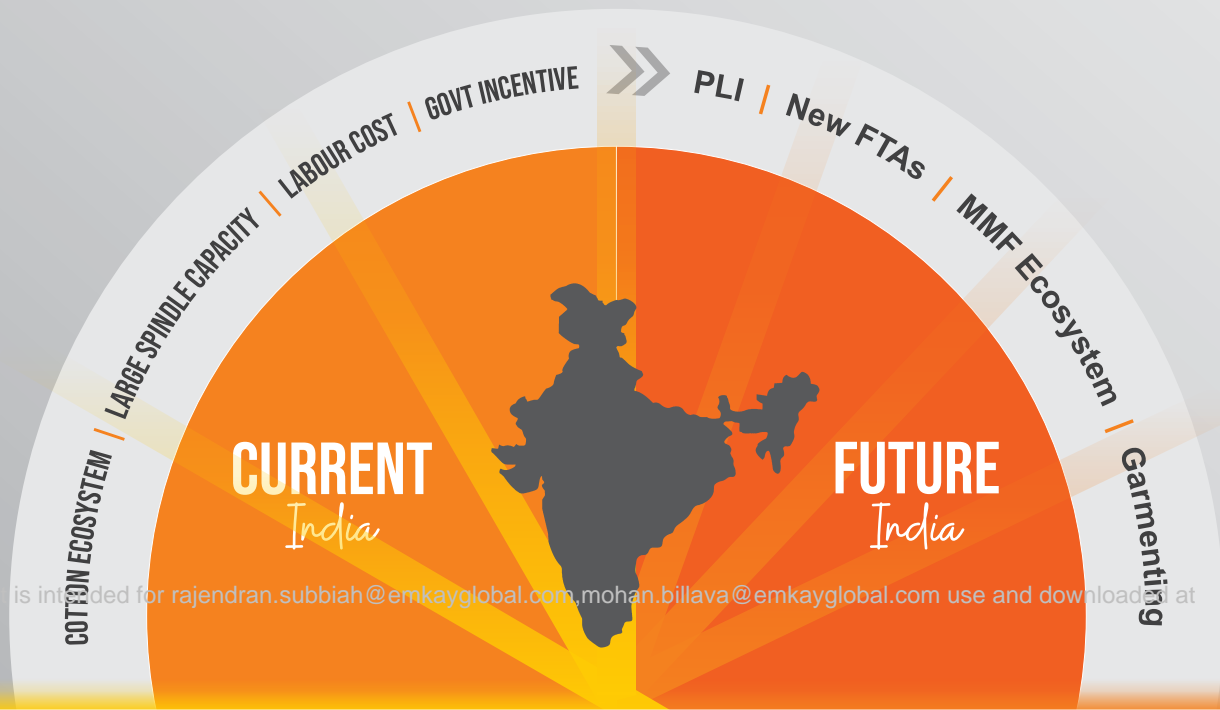 COTTON ECOSYSTEM | LARGE SPINDLE CAPACITY | LABOUR COST | GOVT INCENTIVE
PLI | New FTAs | MMF Ecosystem | Garmenting
CURRENT
India
FUTURE
India
is intended for rajendran.subbiah@emkayglobal.com,mohan.billava@emkayglobal.com use and downloaded at